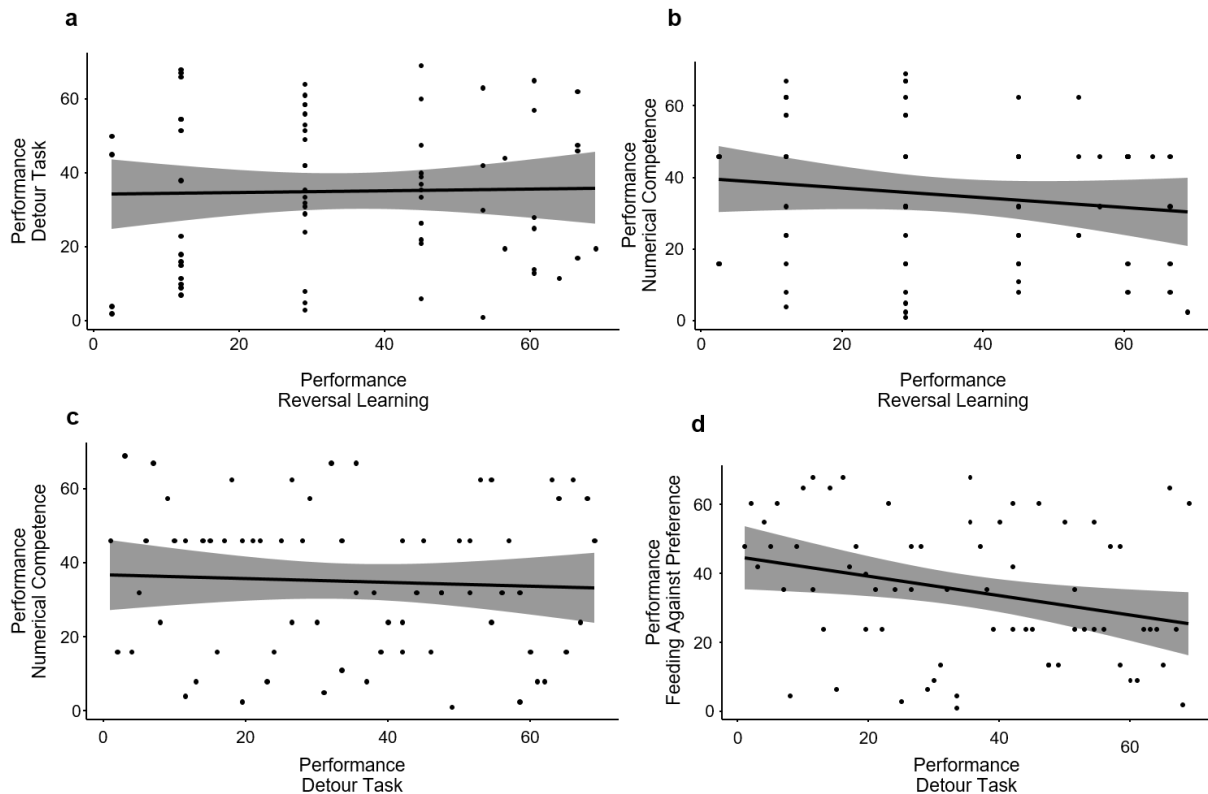 a
60
40
20
0
Performance
Detour Task
0 20 40 60
Performance
Reversal Learning
b
60
40
20
0
Performance
Numerical Competence
0 20 40 60
Performance
Reversal Learning
c
60
40
20
0
Performance
Numerical Competence
0 20 40 60
Performance
Detour Task
d
60
40
20
0
Performance
Feeding Against Preference
0 20 40 60
Performance
Detour Task